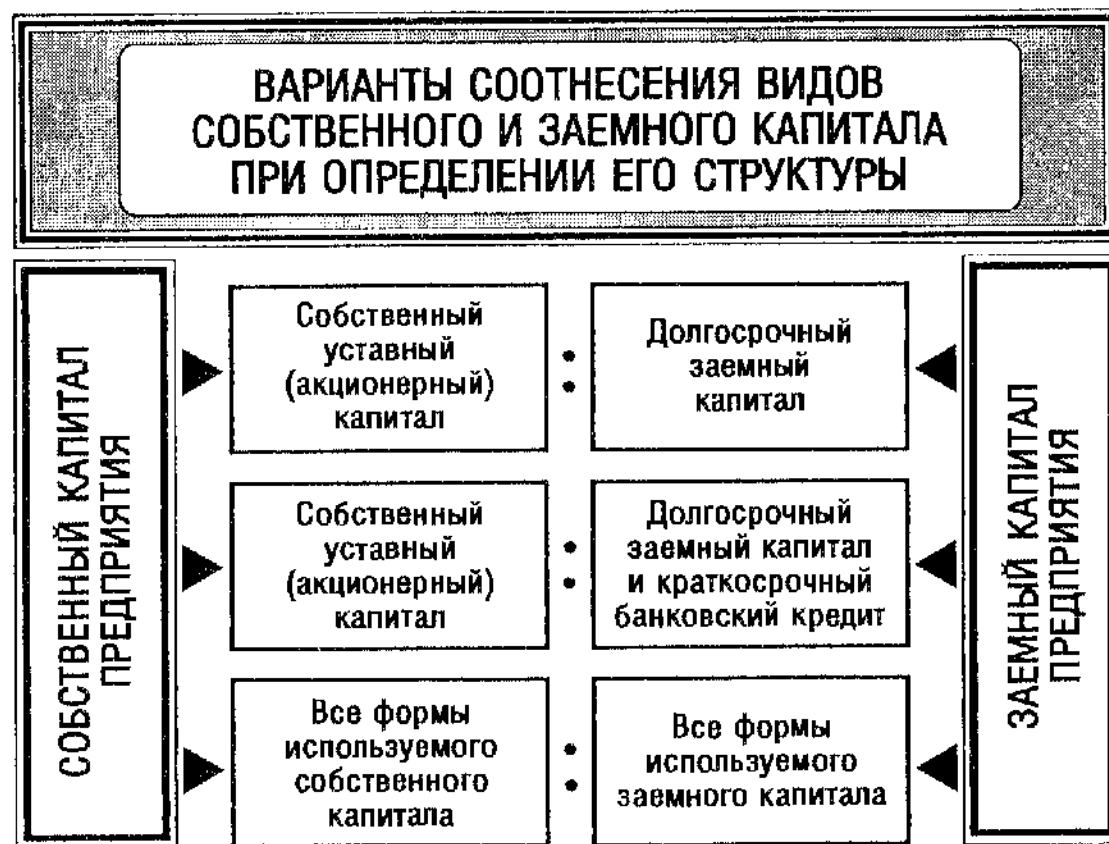 ВАРИАНТЫ СООТНЕСЕНИЯ ВИДОВ
СОБСТВЕННОГО И ЗАЕМНОГО КАПИТАЛА
ПРИ ОПРЕДЕЛЕНИИ ЕГО СТРУКТУРЫ
СОБСТВЕННЫЙ КАПИТАЛ
ПРЕДПРИЯТИЯ
Собственный
уставный
(акционерный)
капитал
:
Долгосрочный
заемный
капитал
Собственный
уставный
(акционерный)
капитал
:
Долгосрочный
заемный капитал
и краткосрочный
банковский кредит
Все формы
используемого
собственного
капитала
:
Все формы
используемого
заемного капитала
ЗАЕМНЫЙ КАПИТАЛ
ПРЕДПРИЯТИЯ